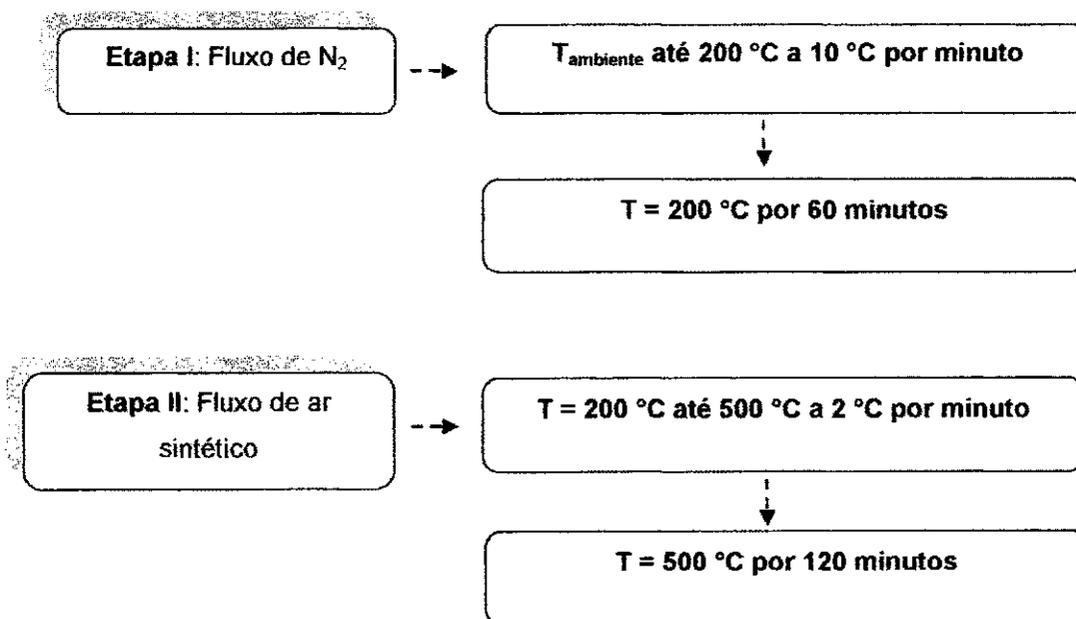 Etapa I: Fluxo de N₂
T_ambiente até 200 °C a 10 °C por minuto
T = 200 °C por 60 minutos
Etapa II: Fluxo de ar
sintético
T = 200 °C até 500 °C a 2 °C por minuto
T = 500 °C por 120 minutos